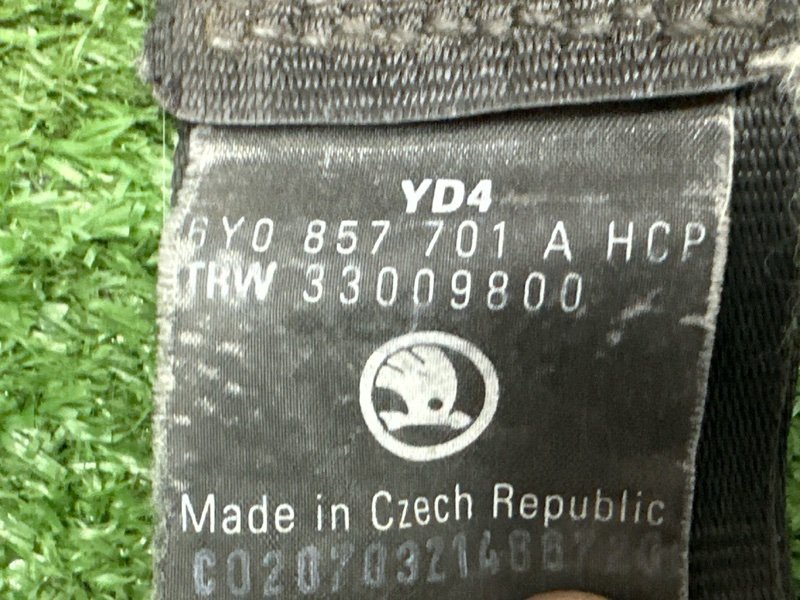 YD4
6Y0 857 701 A HCP
TRW 33009800
Made in Czech Republic